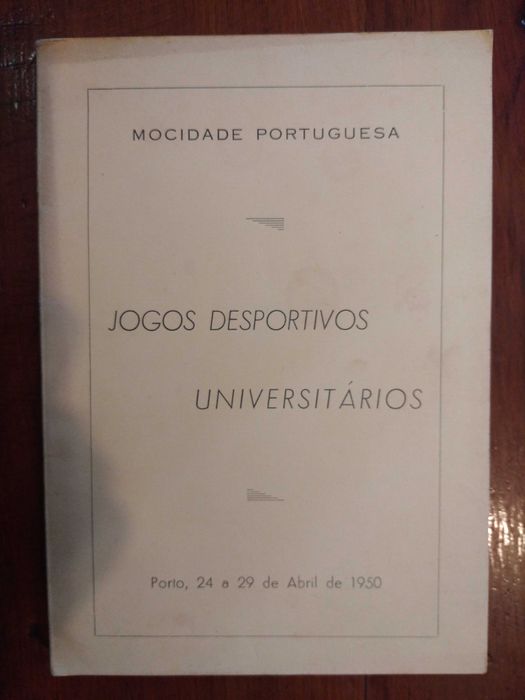 MOCIDADE PORTUGUESA
JOGOS DESPORTIVOS
UNIVERSITÁRIOS
Porto, 24 a 29 de Abril de 1950